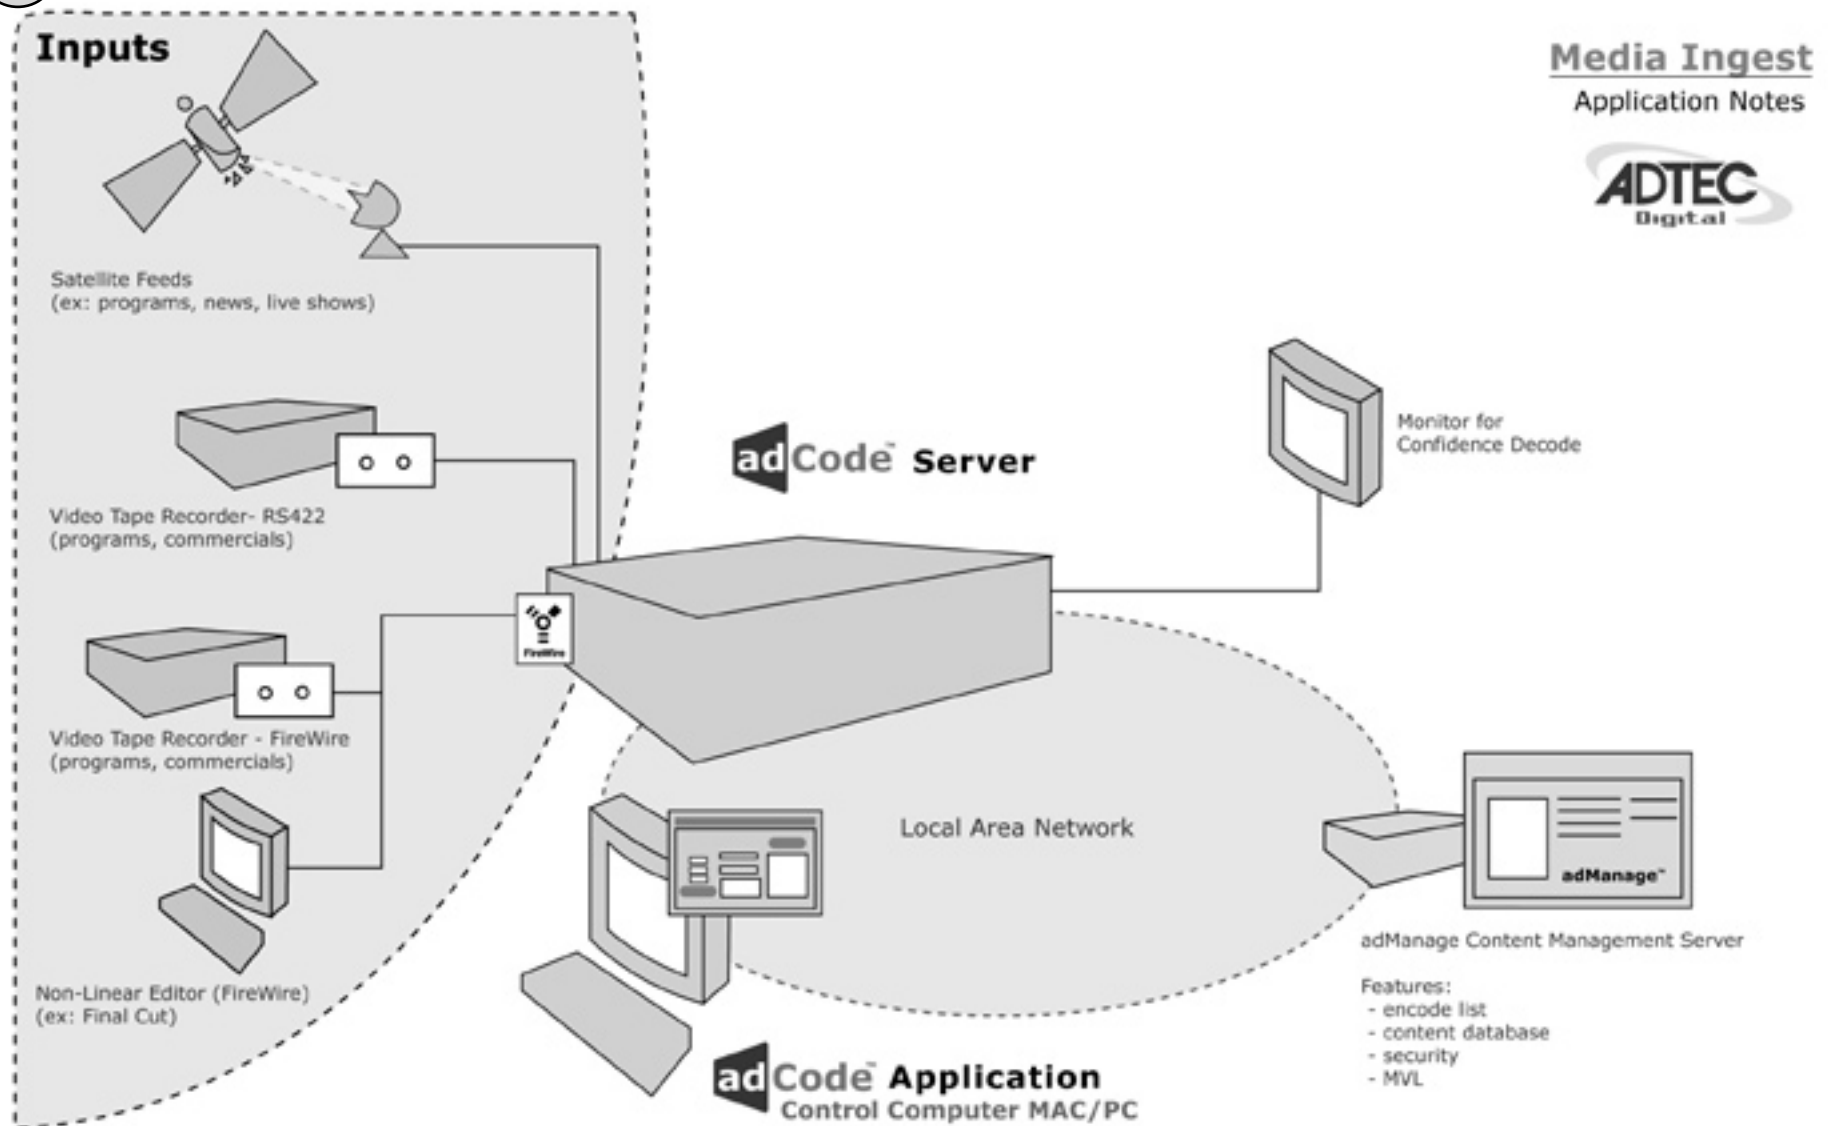 Inputs
Media Ingest
Application Notes
ADTEC
Digital
Satellite Feeds
(ex: programs, news, live shows)
Monitor for
Confidence Decode
adCode™ Server
Video Tape Recorder- RS422
(programs, commercials)
FireWire
Video Tape Recorder - FireWire
(programs, commercials)
Local Area Network
adManage™
adManage Content Management Server
Features:
- encode list
- content database
- security
- MVL
Non-Linear Editor (FireWire)
(ex: Final Cut)
adCode™ Application
Control Computer MAC/PC